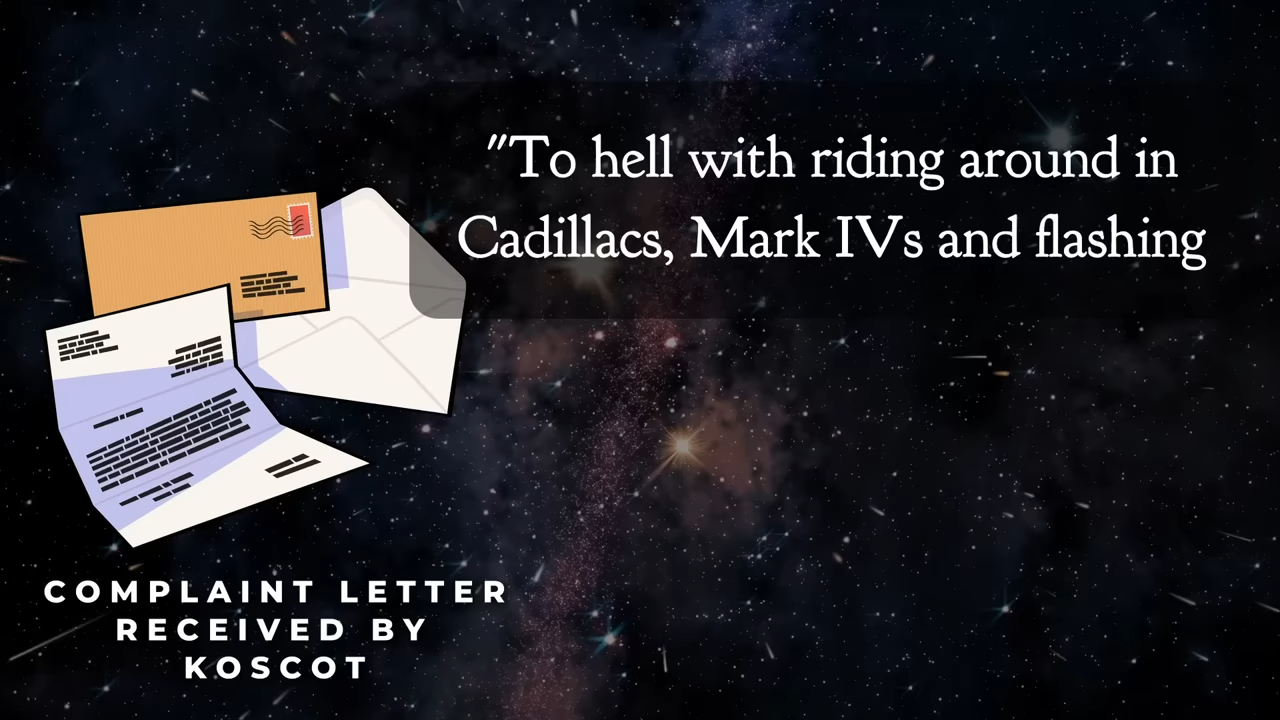 "To hell with riding around in
Cadillacs, Mark IVs and flashing
COMPLAINT LETTER
RECEIVED BY
KOSCOT